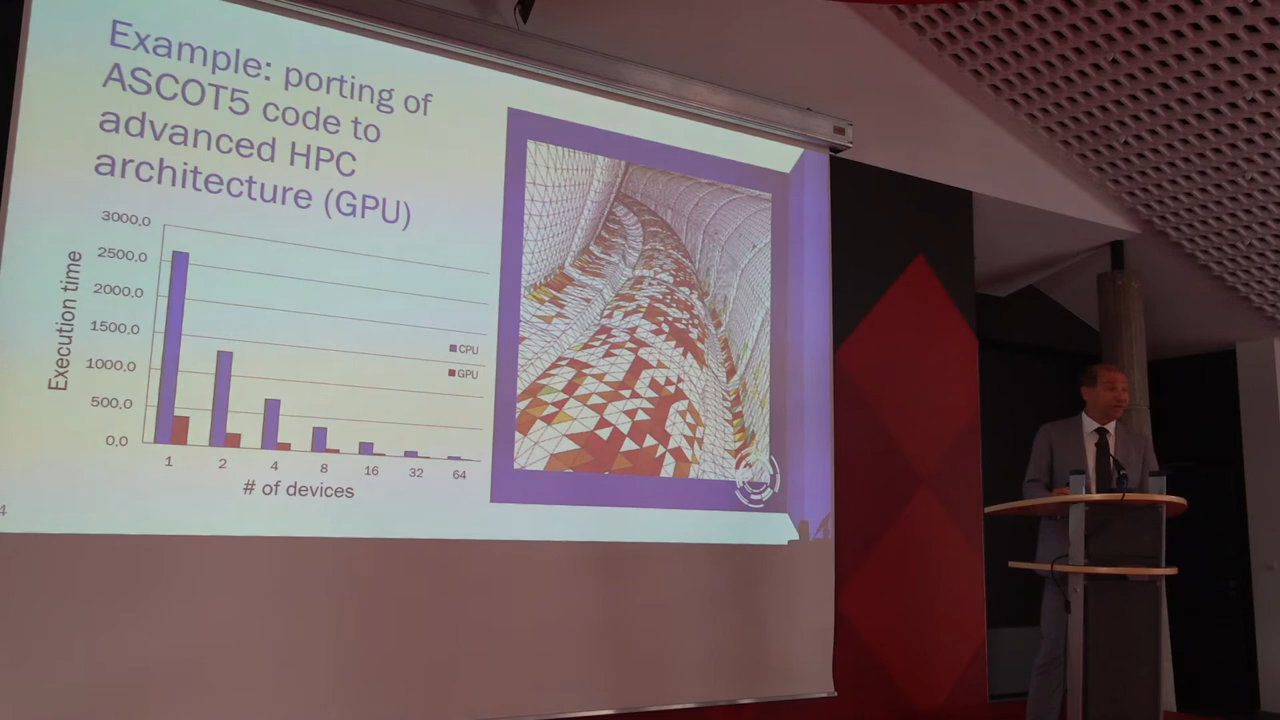 Example: porting of
ASCOT5 code to
advanced HPC
architecture (GPU)
3000,0
2500,0
2000,0
1500,0
1000,0
500,0
0,0
Execution time
CPU
GPU
1 2 4 8 16 32 64
# of devices
4